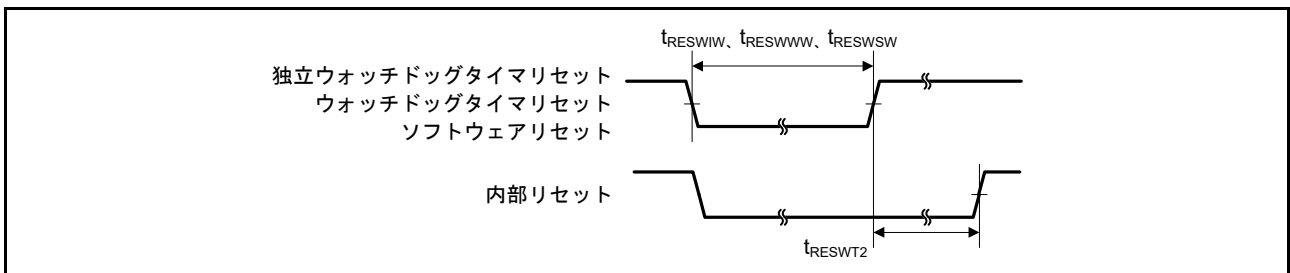 tRESWIW、tRESWWW、tRESWSW
独立ウォッチドッグタイマリセット
ウォッチドッグタイマリセット
ソフトウェアリセット
内部リセット
tRESWT2